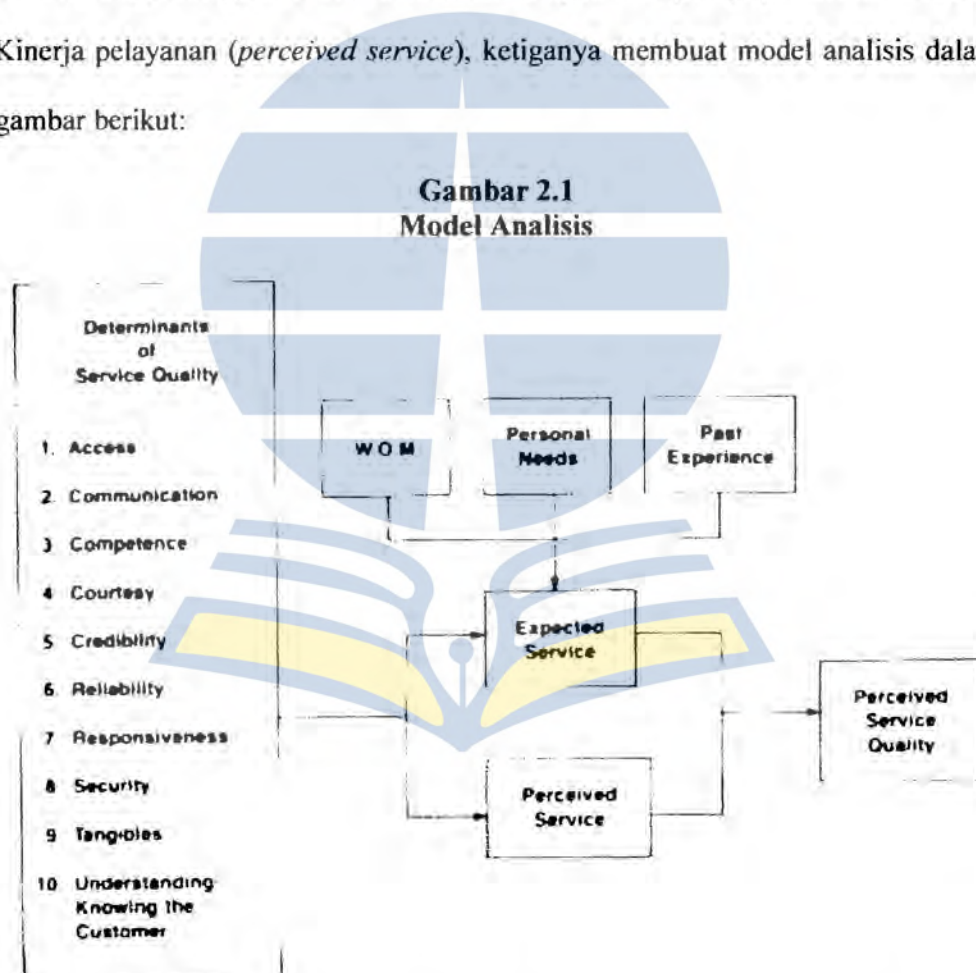 Kinerja pelayanan (perceived service), ketiganya membuat model analisis dala
gambar berikut:
Gambar 2.1
Model Analisis
Determinants
of
Service Quality
1. Access
2 Communication
3 Competence
4 Courtesy
5 Credibility
6. Reliability
7 Responsiveness
8 Security
9 Tangibles
10 Understanding
Knowing the
Customer
W O M
Personal
Needs
Past
Experience
Expected
Service
Perceived
Service
Perceived
Service
Quality